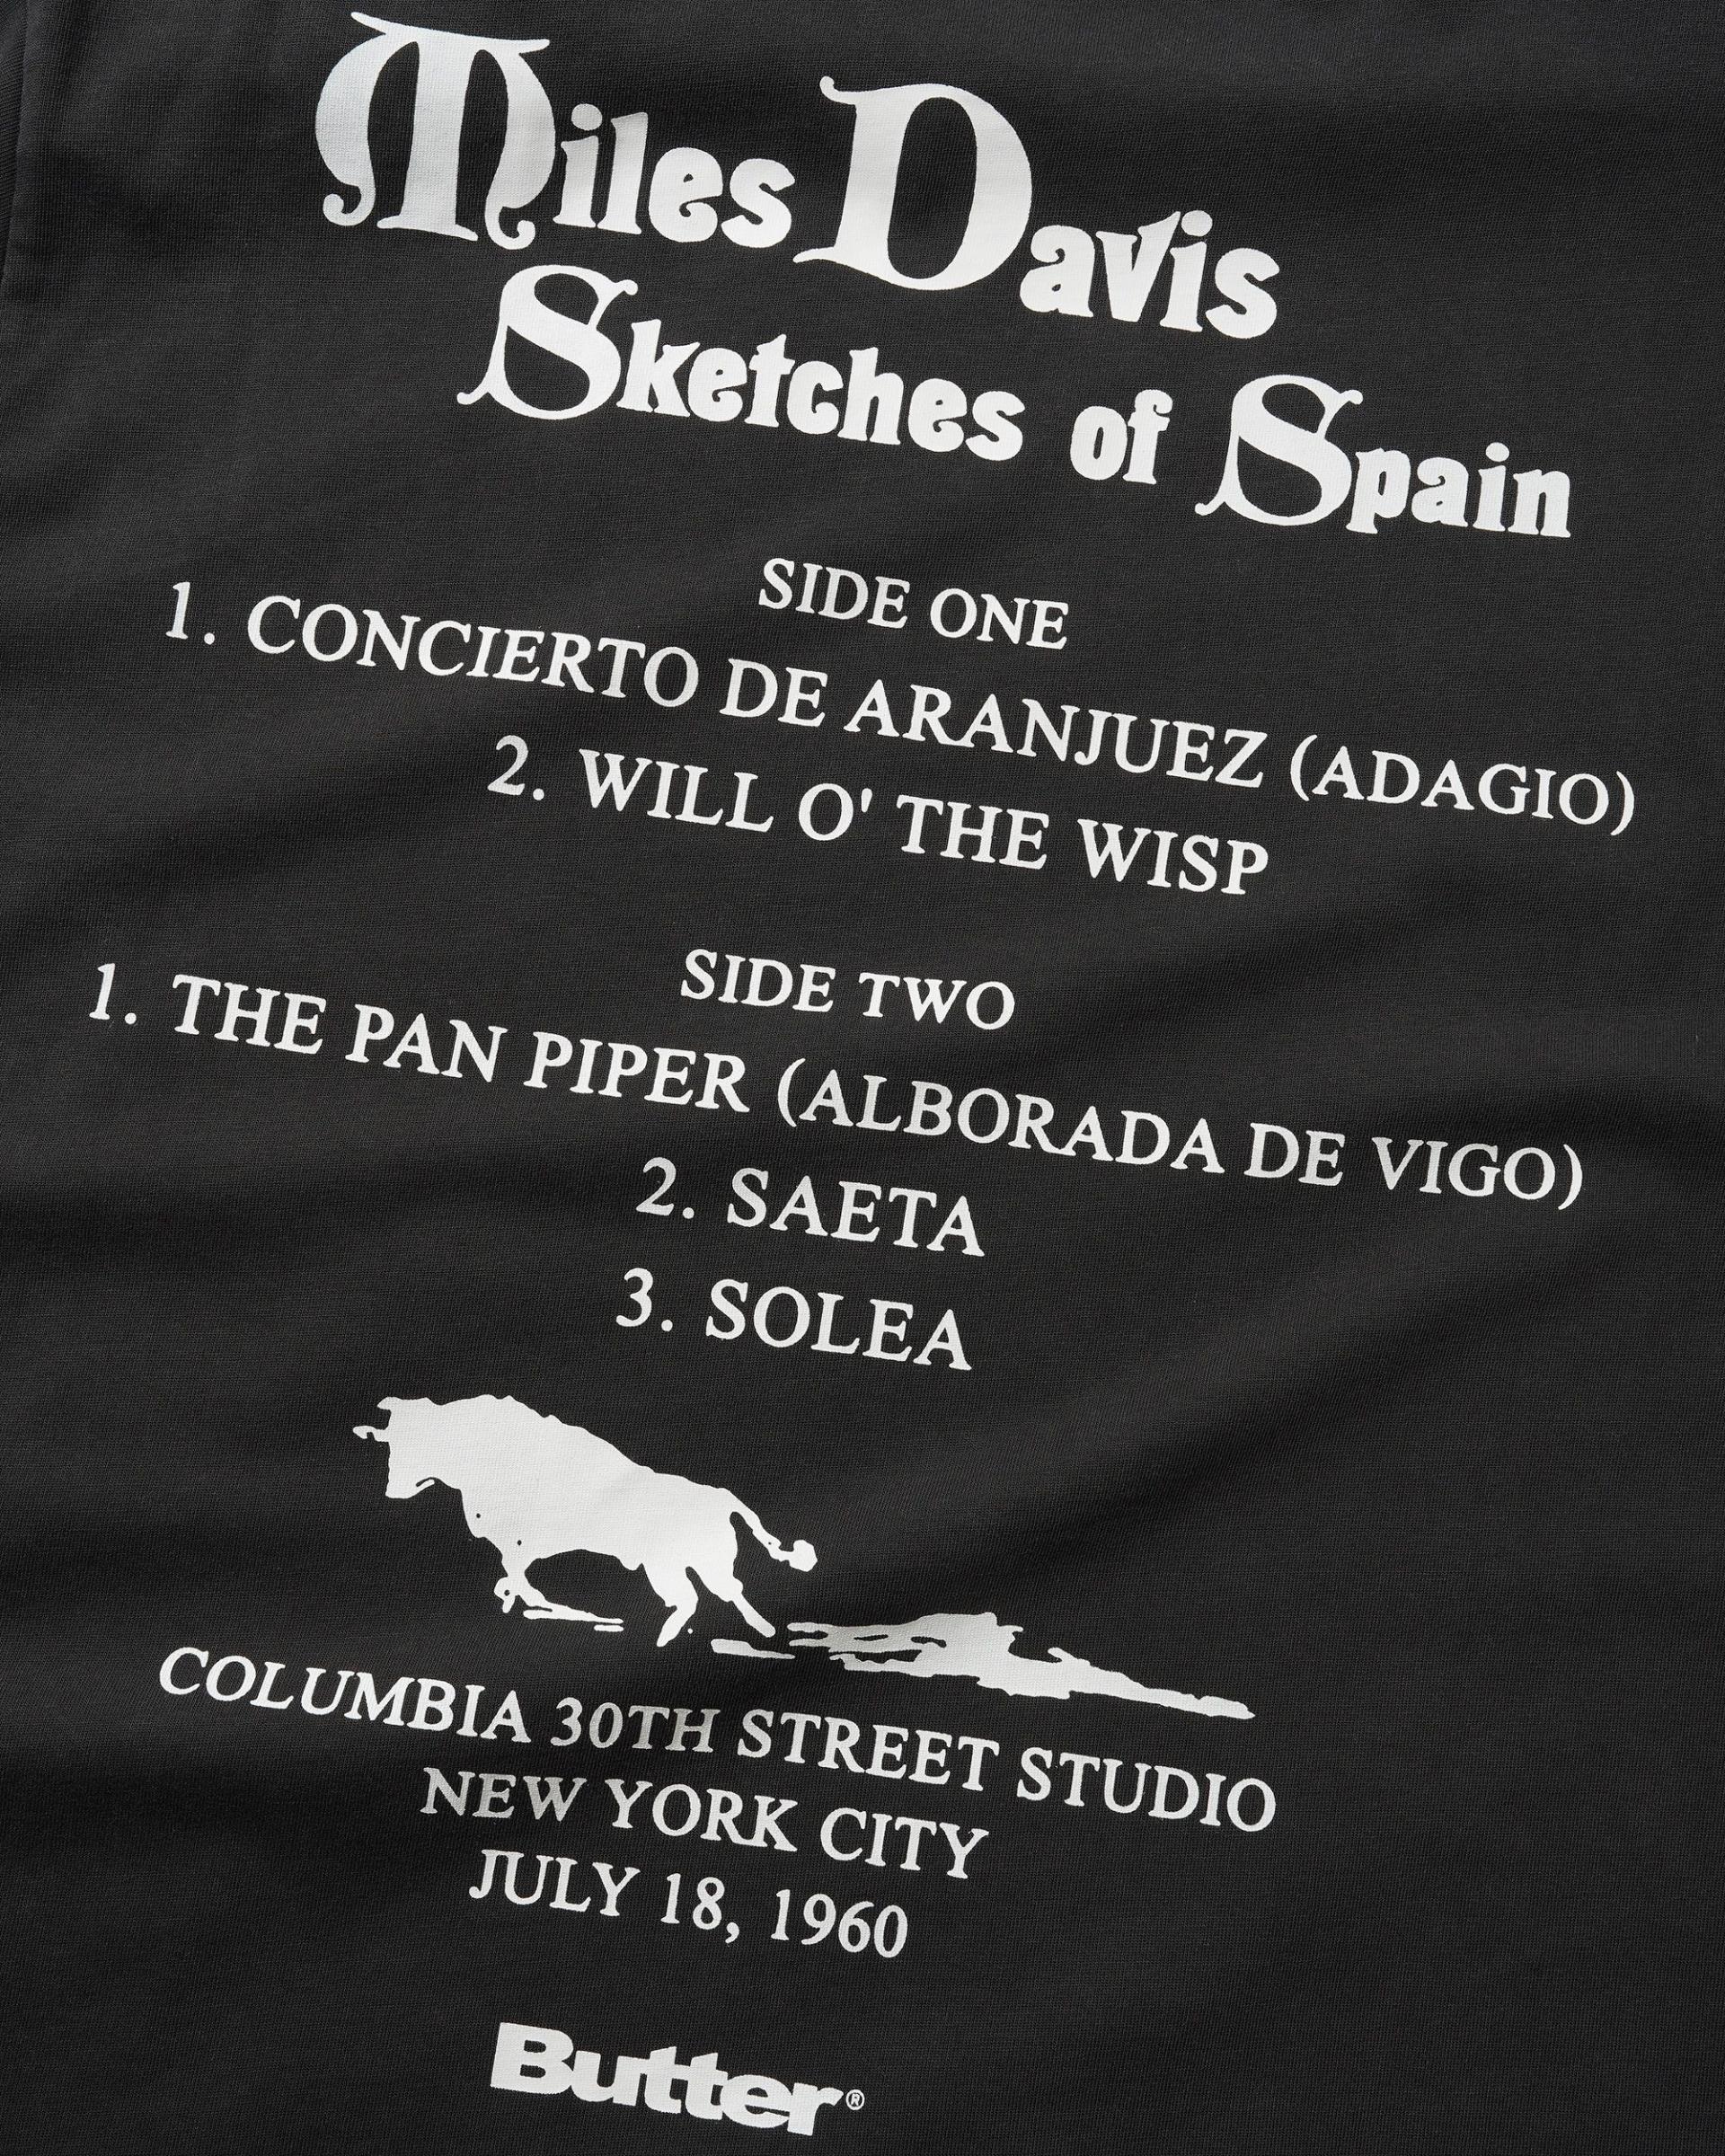 Miles Davis
Sketches of Spain
SIDE ONE
1. CONCIERTO DE ARANJUEZ (ADAGIO)
2. WILL O' THE WISP
SIDE TWO
1. THE PAN PIPER (ALBORADA DE VIGO)
2. SAETA
3. SOLEA
COLUMBIA 30TH STREET STUDIO
NEW YORK CITY
JULY 18, 1960
Butter®